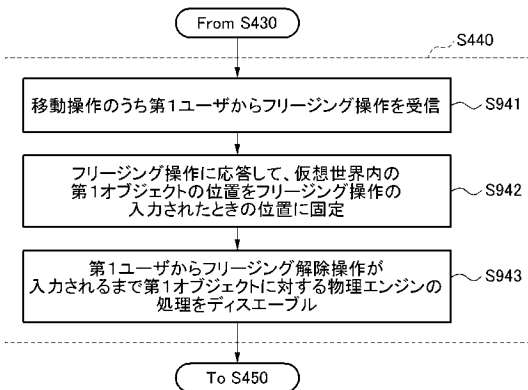 From S430
S440
移動操作のうち第1ユーザからフリージング操作を受信
S941
フリージング操作に応答して、仮想世界内の
第1オブジェクトの位置をフリージング操作の
入力されたときの位置に固定
S942
第1ユーザからフリージング解除操作が
入力されるまで第1オブジェクトに対する物理エンジンの
処理をディスエーブル
S943
To S450